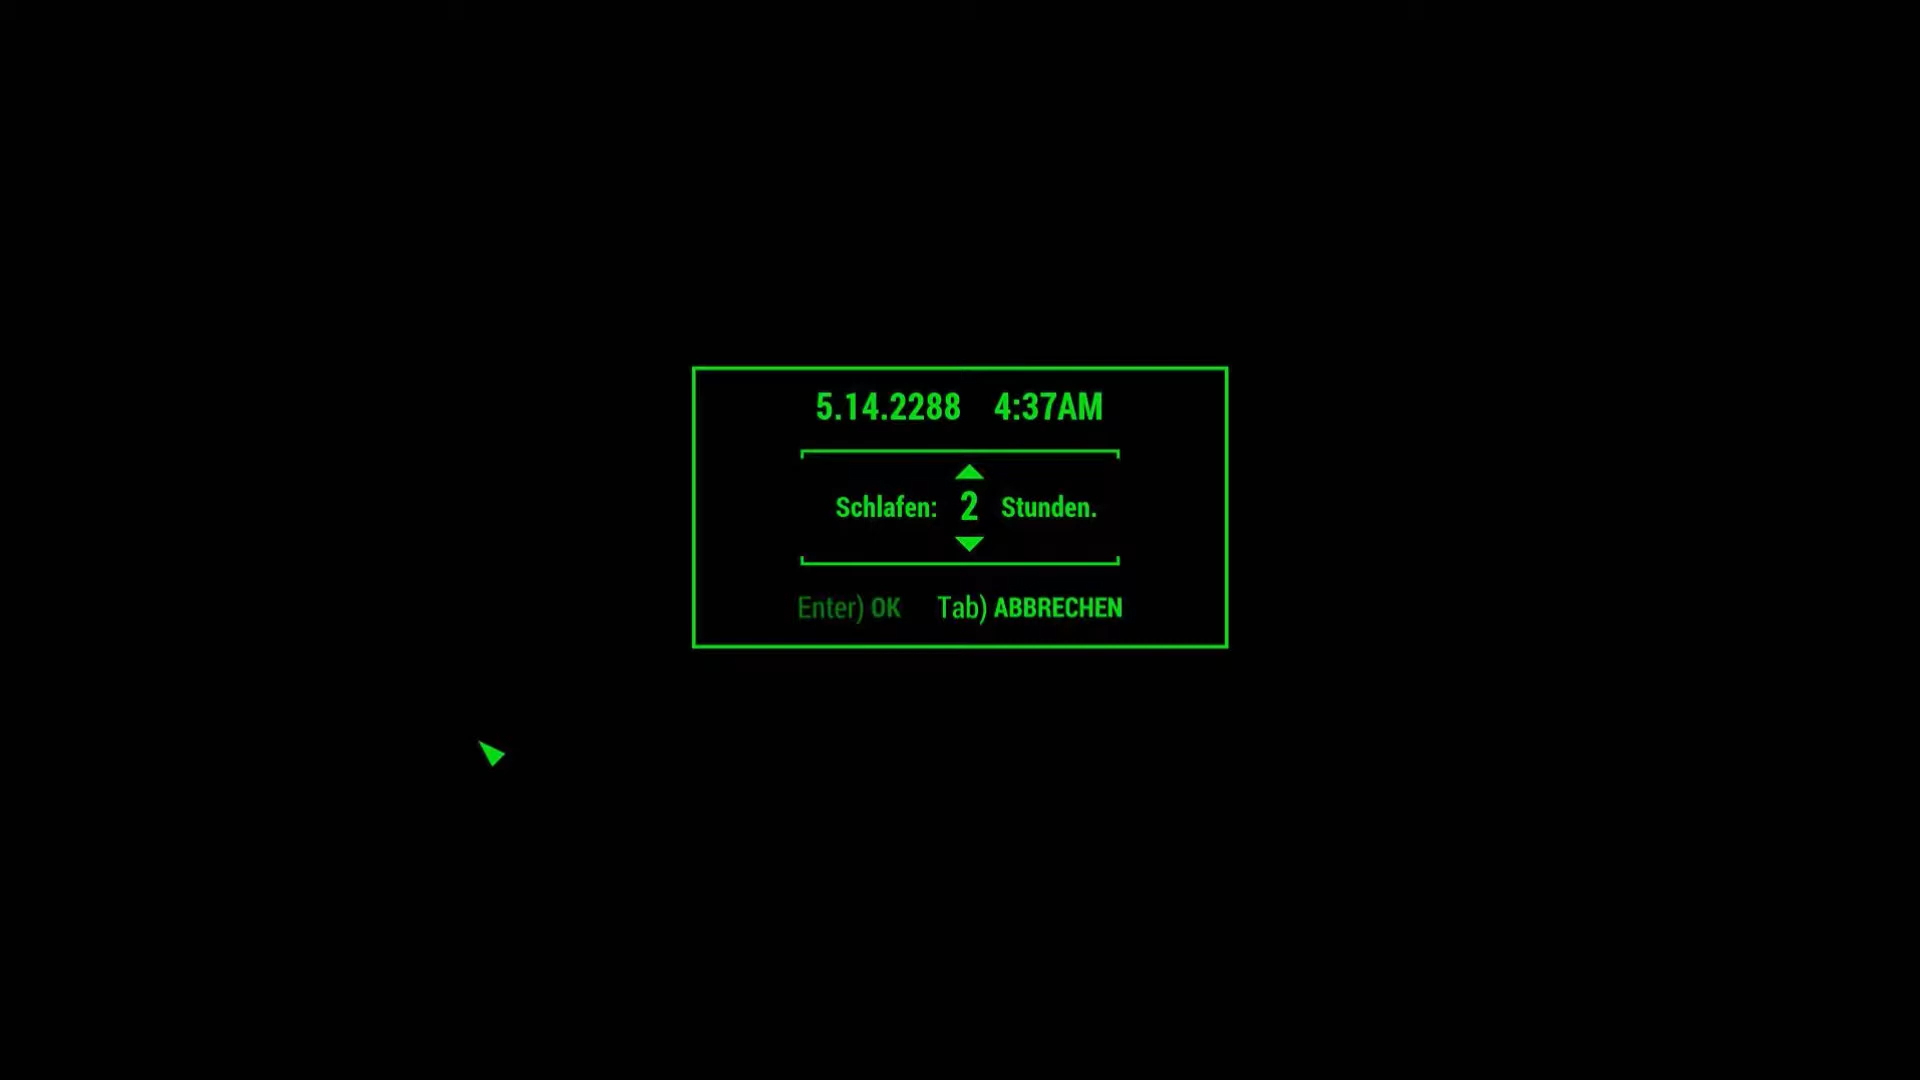 5.14.2288 4:37AM
Schlafen: 2 Stunden.
Enter) OK Tab) ABBRECHEN